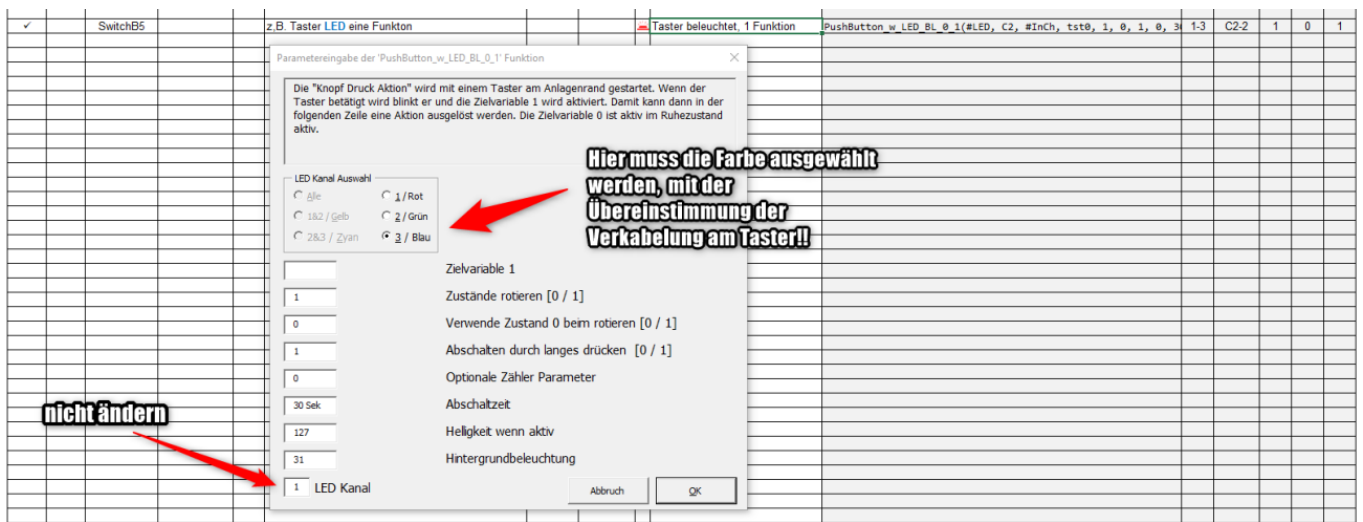 ✓ SwitchB5 z.B. Taster LED eine Funkton Taster beleuchtet, 1 Funktion PushButton_w_LED_BL_0_1(#LED, C2, #InCh, tst0, 1, 0, 1, 0, 30 1-3 C2-2 1 0 1
Parametereingabe der 'PushButton_w_LED_BL_0_1' Funktion
Die "Knopf Druck Aktion" wird mit einem Taster am Anlagenrand gestartet. Wenn der
Taster betätigt wird blinkt er und die Zielvariable 1 wird aktiviert. Damit kann dann in der
folgenden Zeile eine Aktion ausgelöst werden. Die Zielvariable 0 ist aktiv im Ruhezustand
aktiv.
Hier muss die Farbe ausgewählt
werden, mit der
Übereinstimmung der
Verkabelung am Taster!!
LED Kanal Auswahl
Alle 1 / Rot
1&2 / Gelb 2 / Grün
2&3 / Zyan 3 / Blau
Zielvariable 1
1 Zustände rotieren [0 / 1]
0 Verwende Zustand 0 beim rotieren [0 / 1]
1 Abschalten durch langes drücken [0 / 1]
0 Optionale Zähler Parameter
30 Sek Abschaltzeit
nicht ändern
127 Helligkeit wenn aktiv
31 Hintergrundbeleuchtung
1 LED Kanal Abbruch OK